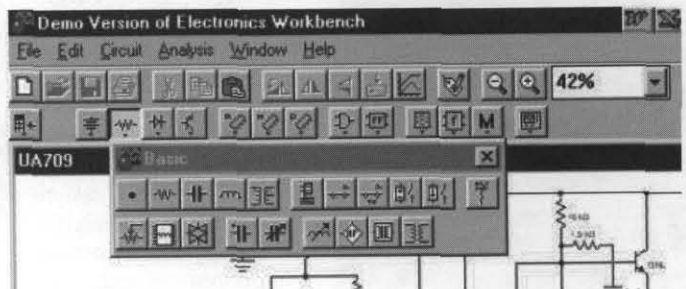 Demo Version of Electronics Workbench
File Edit Circuit Analysis Window Help
42%
M
UA709
Basic